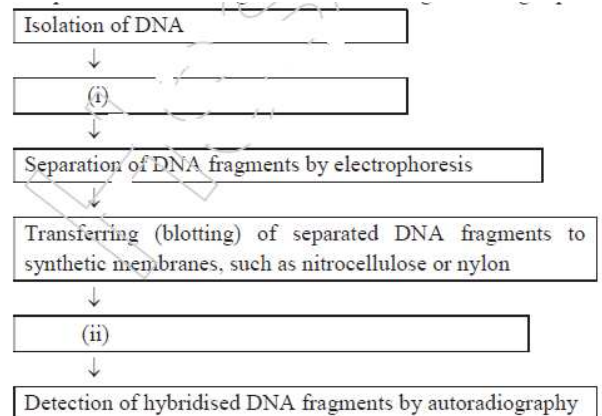 Isolation of DNA
↓
(i)
↓
Separation of DNA fragments by electrophoresis
↓
Transferring (blotting) of separated DNA fragments to
synthetic membranes, such as nitrocellulose or nylon
↓
(ii)
↓
Detection of hybridised DNA fragments by autoradiography